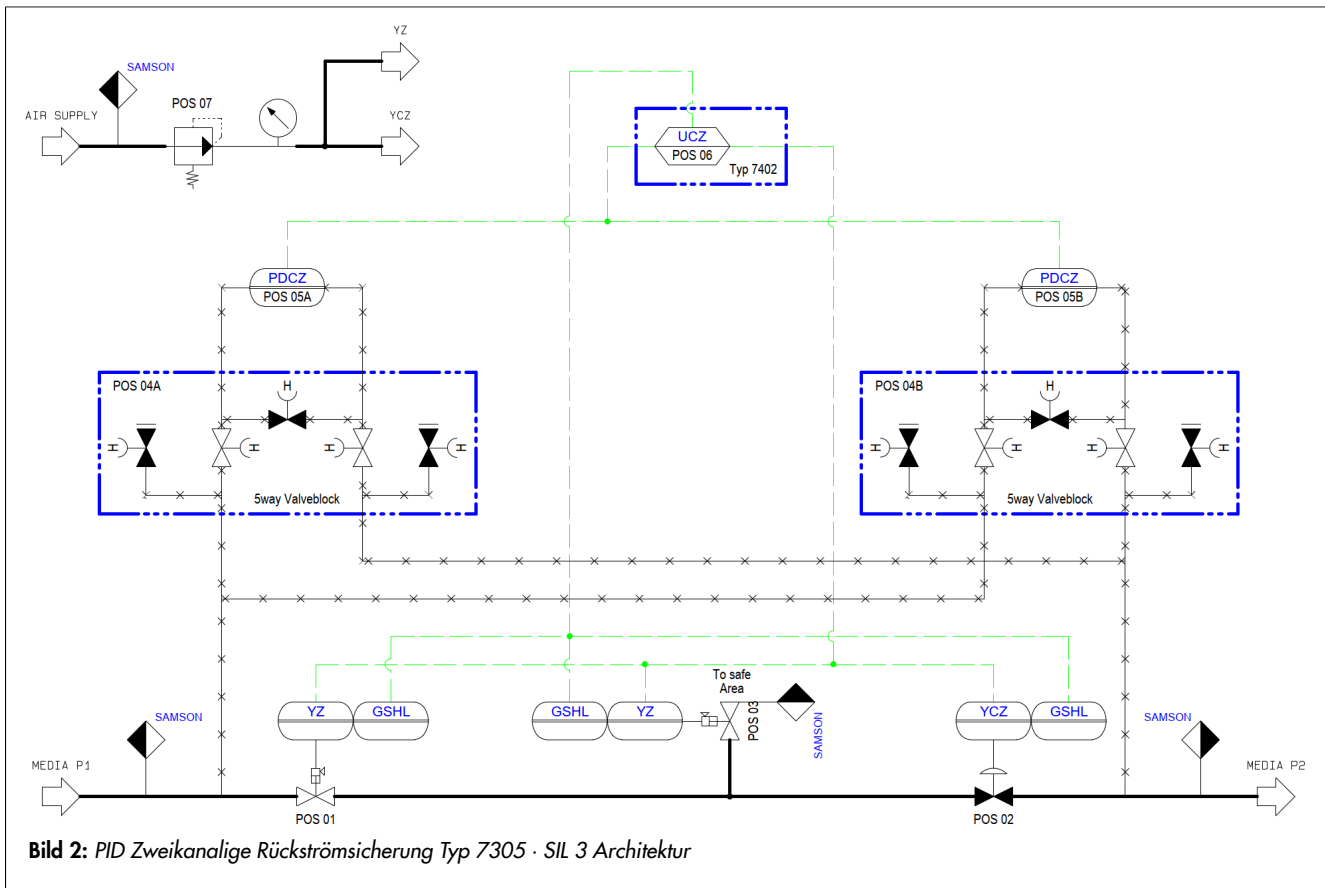 YZ
SAMSON
POS 07
AIR SUPPLY
YCZ
UCZ
POS 06
Typ 7402
PDCZ
POS 05A
PDCZ
POS 05B
POS 04A
H
H
H
H
H
5way Valveblock
POS 04B
H
H
H
H
H
5way Valveblock
To safe
Area
YZ
GSHL
GSHL
YZ
POS 03
SAMSON
YCZ
GSHL
SAMSON
SAMSON
MEDIA P1
MEDIA P2
POS 01
POS 02
Bild 2: PID Zweikanalige Rückströmsicherung Typ 7305 · SIL 3 Architektur